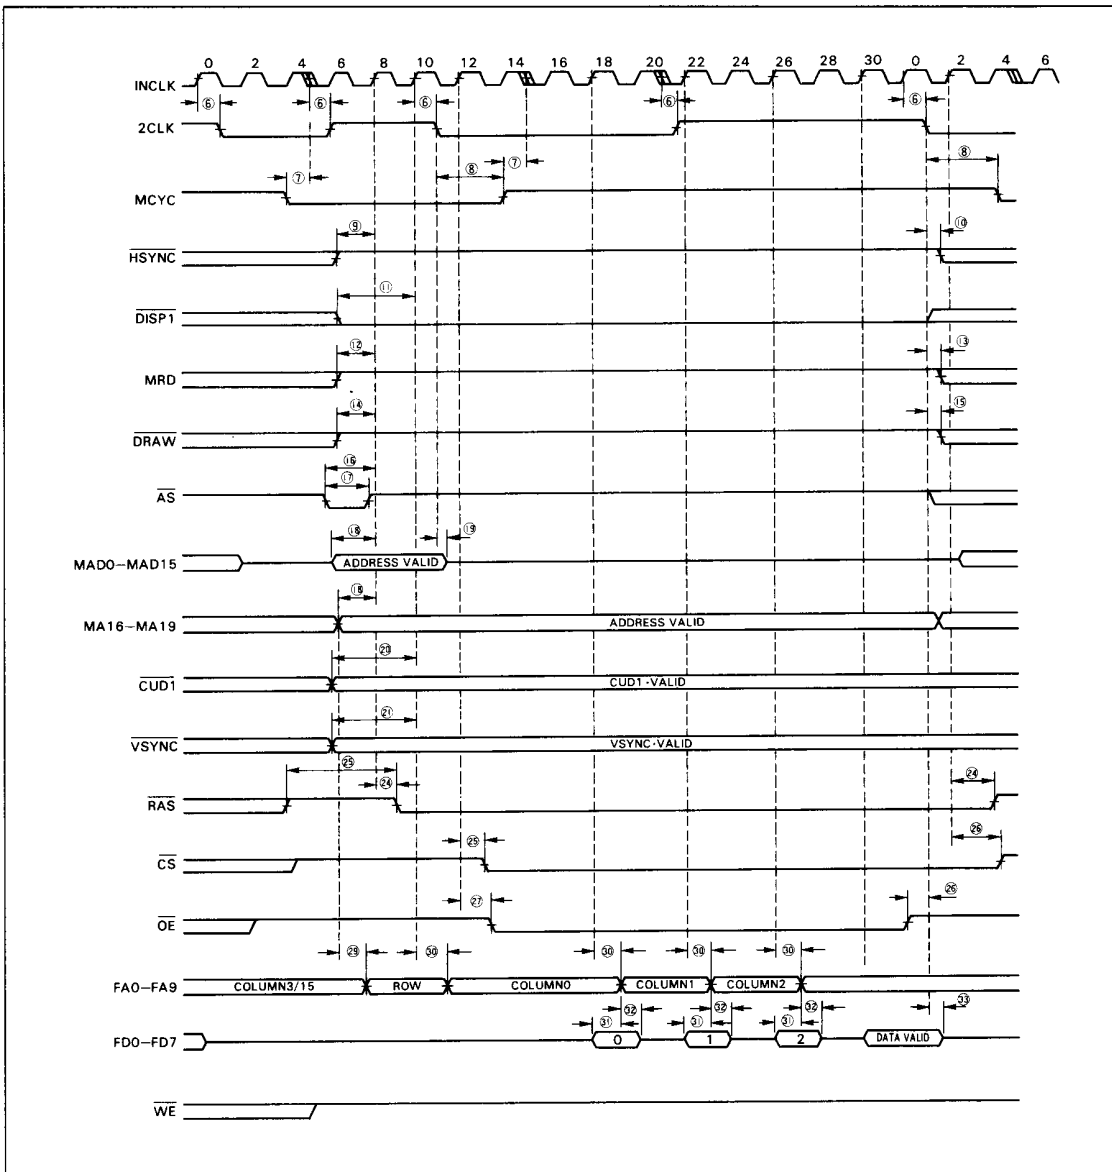 0 2 4 6 8 10 12 14 16 18 20 22 24 26 28 30 0 2 4 6
INCLK
⑥ ⑥ ⑥ ⑥ ⑥
2CLK
⑦ ⑧ ⑦ ⑧
MCYC
⑨ ⑩
HSYNC
⑪
DISP1
⑫ ⑬
MRD
⑭ ⑮
DRAW
⑯
⑰
AS
⑱ ⑲
MAD0–MAD15 ADDRESS VALID
⑱
MA16–MA19 ADDRESS VALID
⑳
CUD1 CUD1·VALID
㉑
VSYNC VSYNC·VALID
㉕ ㉔ ㉔
RAS
㉕ ㉖
CS
㉗ ㉖
OE
㉙ ㉚ ㉚ ㉚ ㉚
FA0–FA9 COLUMN3/15 ROW COLUMN0 COLUMN1 COLUMN2
㉛ ㉜ ㉛ ㉜ ㉛ ㉜ ㉝
FD0–FD7 0 1 2 DATA VALID
WE